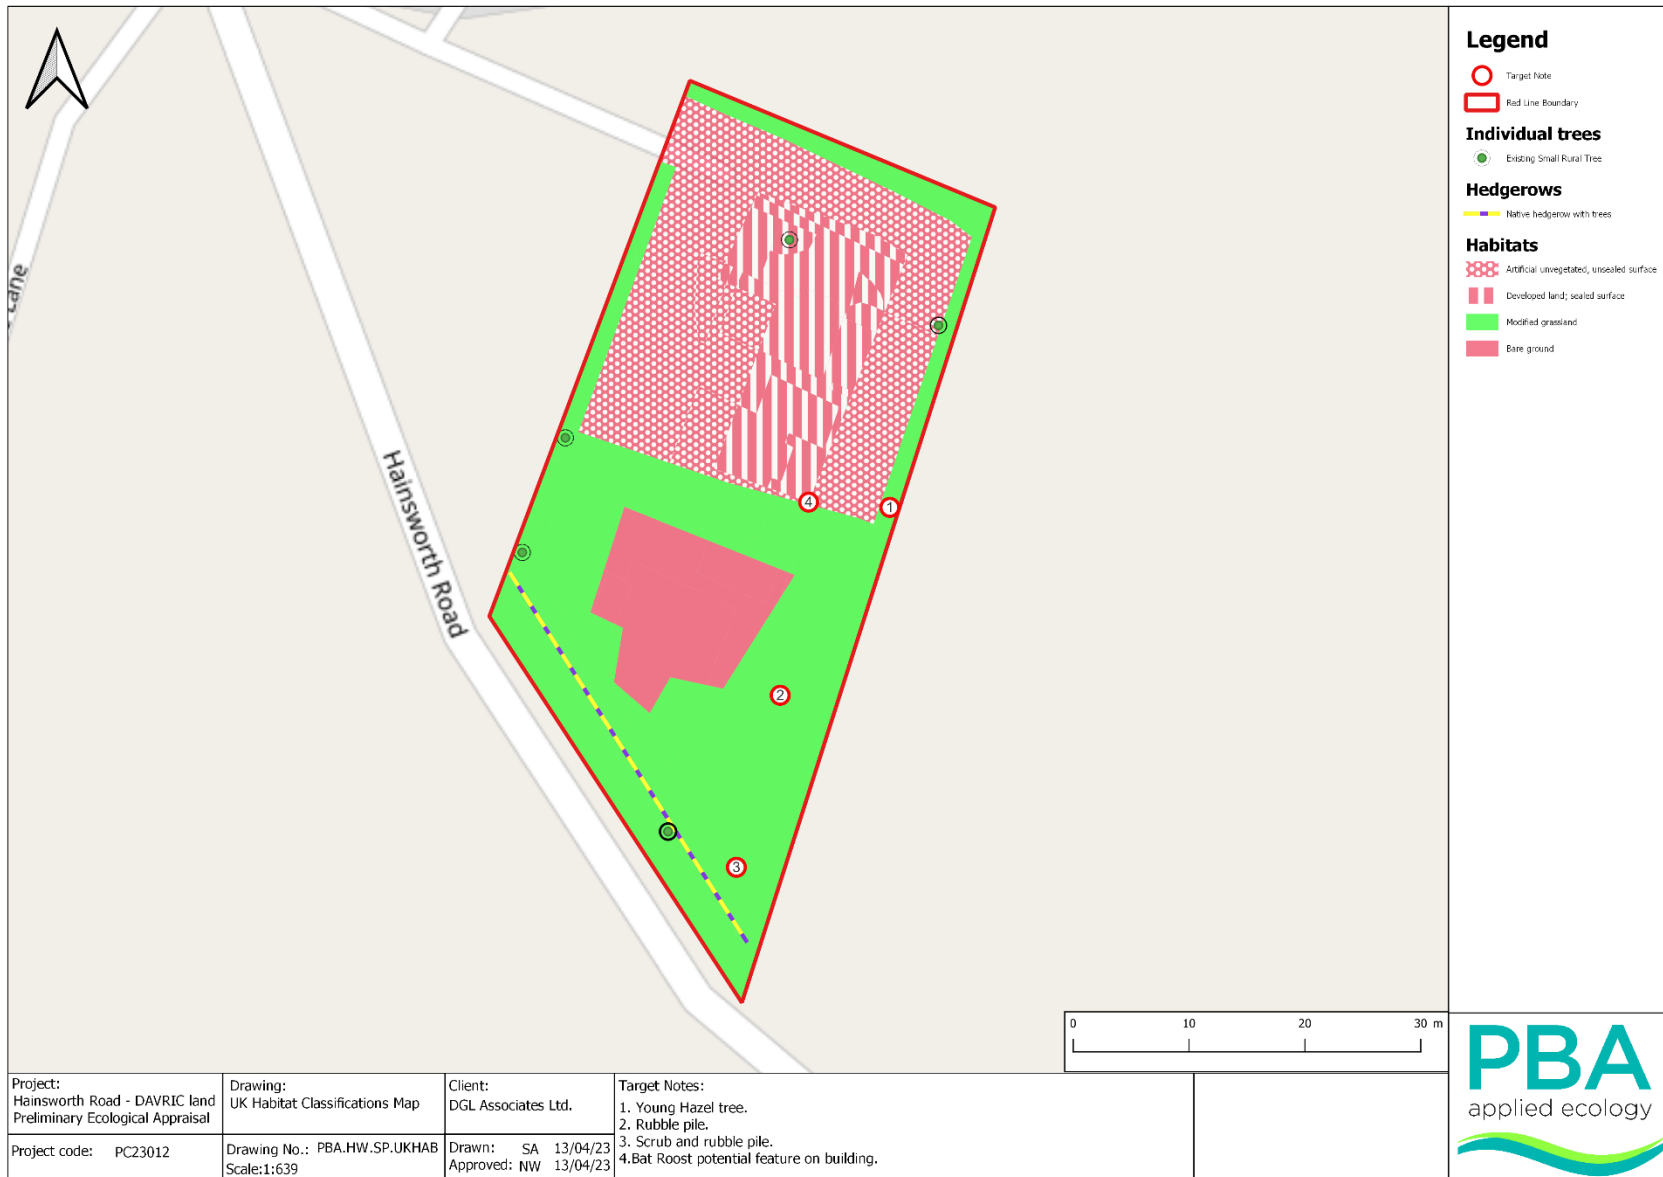 Legend
Target Note
Red Line Boundary
Individual trees
Existing Small Rural Tree
Hedgerows
Native hedgerow with trees
Habitats
Artificial unvegetated, unsealed surface
Developed land; sealed surface
Modified grassland
Bare ground
Lane
Hainsworth Road
4
1
2
3
0 10 20 30 m
PBA
applied ecology
Project:
Hainsworth Road - DAVRIC land
Preliminary Ecological Appraisal
Project code: PC23012
Drawing:
UK Habitat Classifications Map
Drawing No.: PBA.HW.SP.UKHAB
Scale:1:639
Client:
DGL Associates Ltd.
Drawn: SA 13/04/23
Approved: NW 13/04/23
Target Notes:
1. Young Hazel tree.
2. Rubble pile.
3. Scrub and rubble pile.
4.Bat Roost potential feature on building.